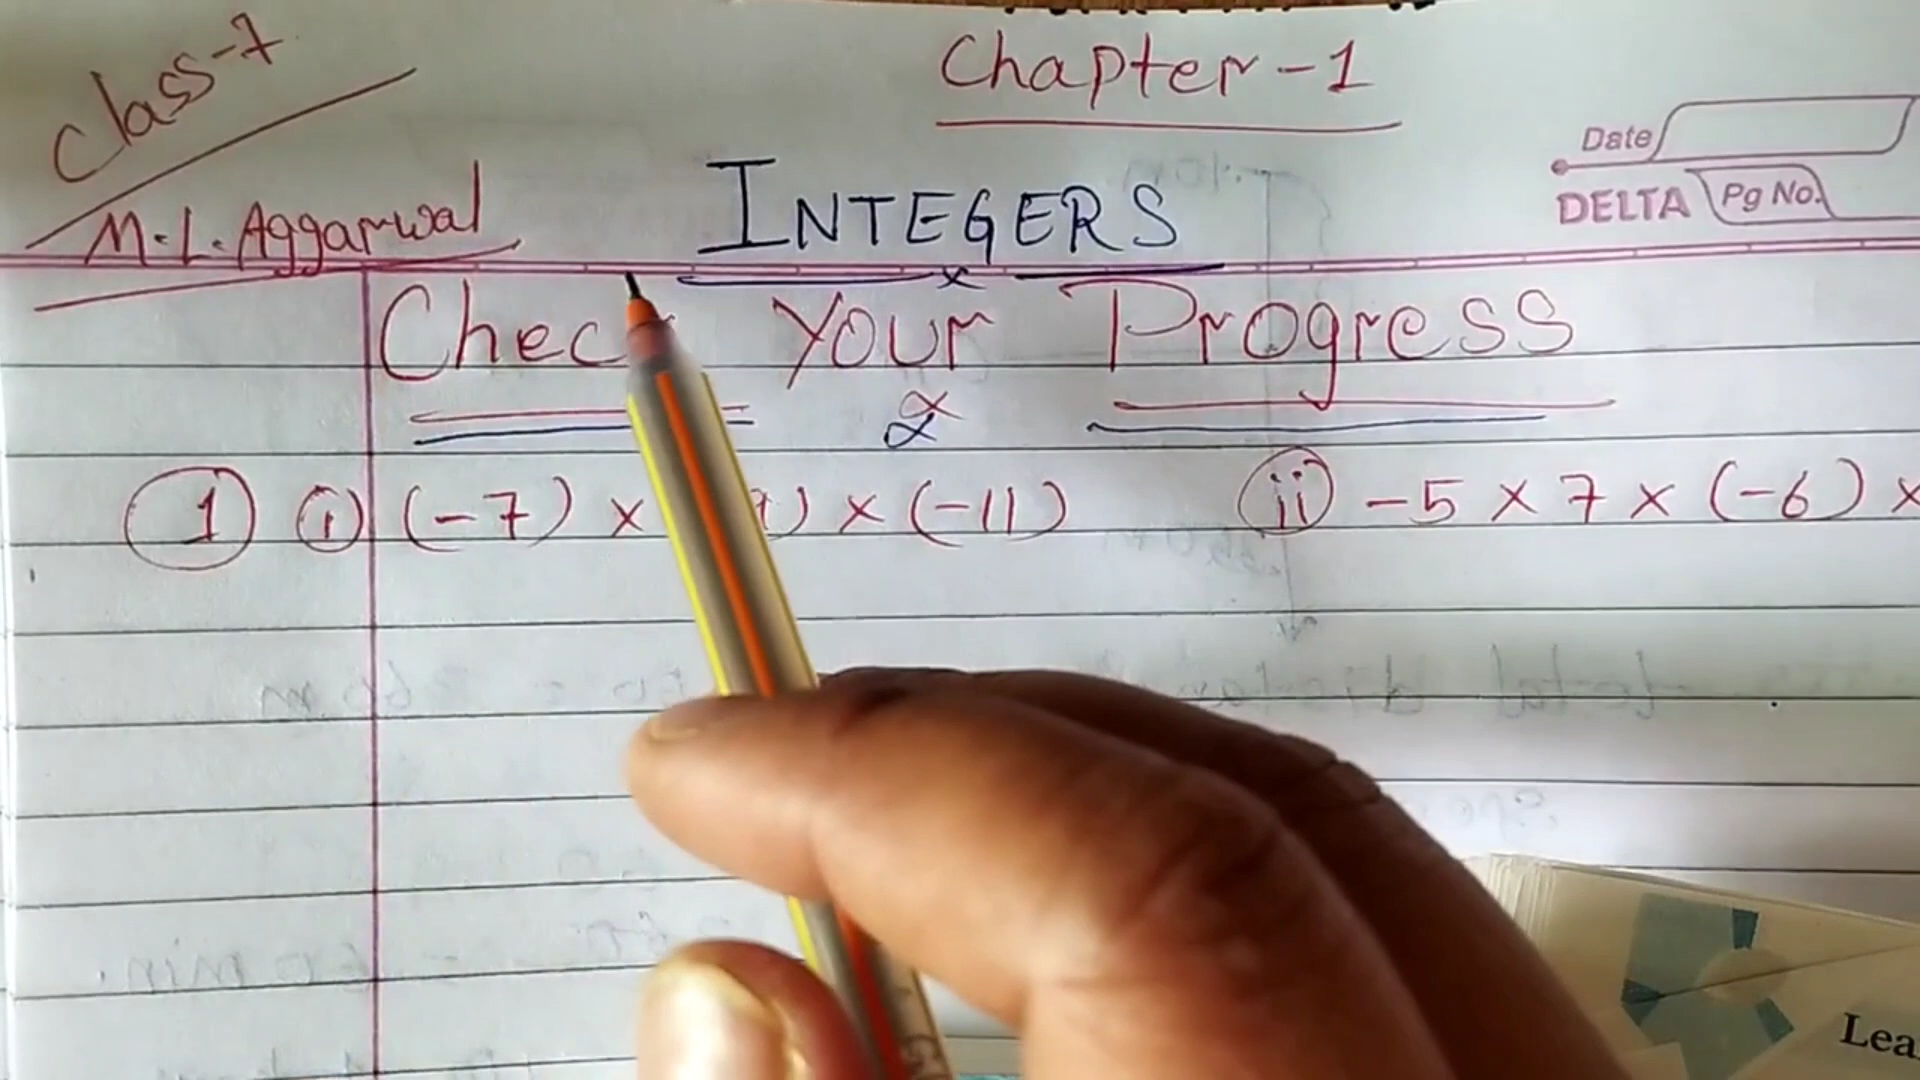 Class-7
Chapter-1
Date
M.L. Aggarwal
INTEGERS
DELTA Pg No.
Your Progress
1 (i) (-7) × × (-11) (ii) -5 × 7 × (-6) ×